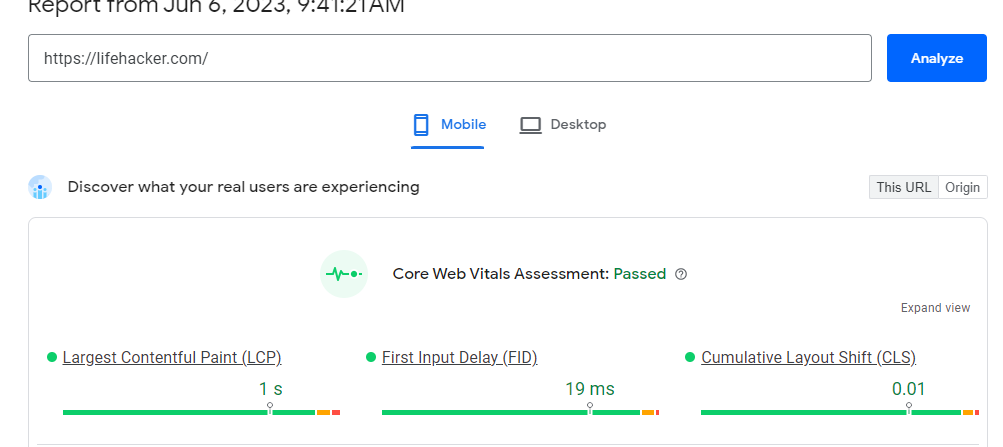 Report from Jun 6, 2023, 9:41:21 AM
https://lifehacker.com/
Analyze
Mobile
Desktop
Discover what your real users are experiencing
This URL
Origin
Core Web Vitals Assessment: Passed
Expand view
Largest Contentful Paint (LCP)
1 s
First Input Delay (FID)
19 ms
Cumulative Layout Shift (CLS)
0.01